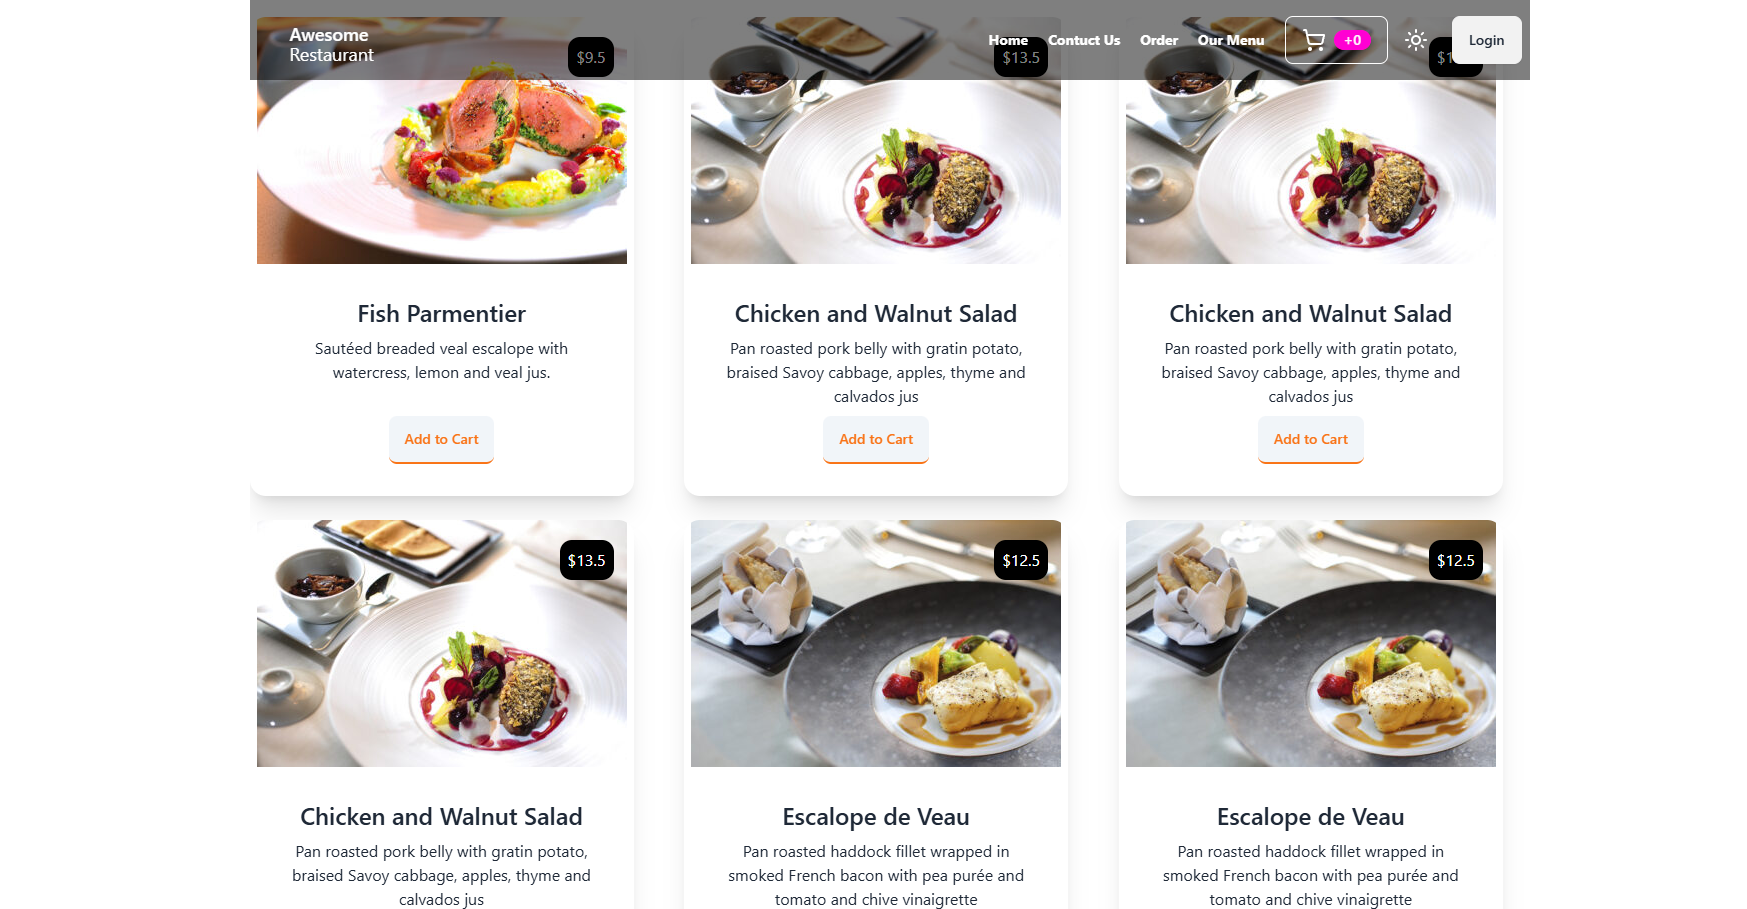 Awesome
Restaurant
Home Contuct Us Order Our Menu +0 Login
$9.5
$13.5
Fish Parmentier
Sautéed breaded veal escalope with
watercress, lemon and veal jus.
Add to Cart
Chicken and Walnut Salad
Pan roasted pork belly with gratin potato,
braised Savoy cabbage, apples, thyme and
calvados jus
Add to Cart
Chicken and Walnut Salad
Pan roasted pork belly with gratin potato,
braised Savoy cabbage, apples, thyme and
calvados jus
Add to Cart
$13.5
Chicken and Walnut Salad
Pan roasted pork belly with gratin potato,
braised Savoy cabbage, apples, thyme and
calvados jus
$12.5
Escalope de Veau
Pan roasted haddock fillet wrapped in
smoked French bacon with pea purée and
tomato and chive vinaigrette
$12.5
Escalope de Veau
Pan roasted haddock fillet wrapped in
smoked French bacon with pea purée and
tomato and chive vinaigrette